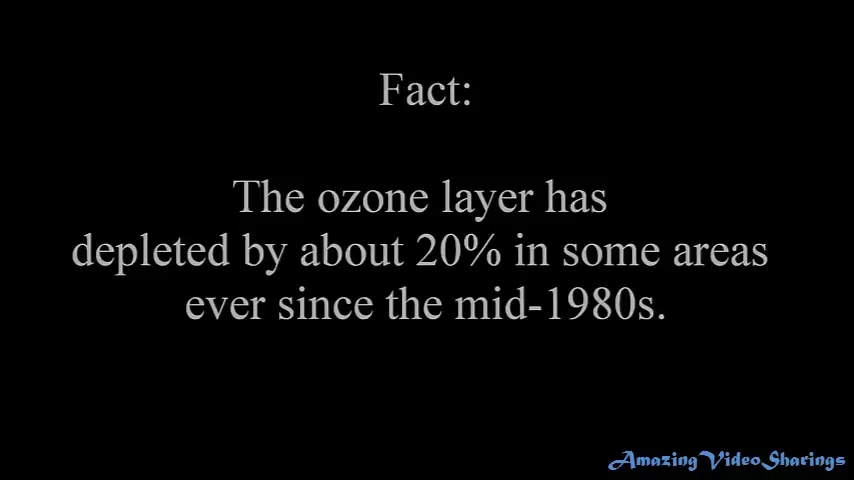 Fact:
The ozone layer has
depleted by about 20% in some areas
ever since the mid-1980s.
AmazingVideoSharings